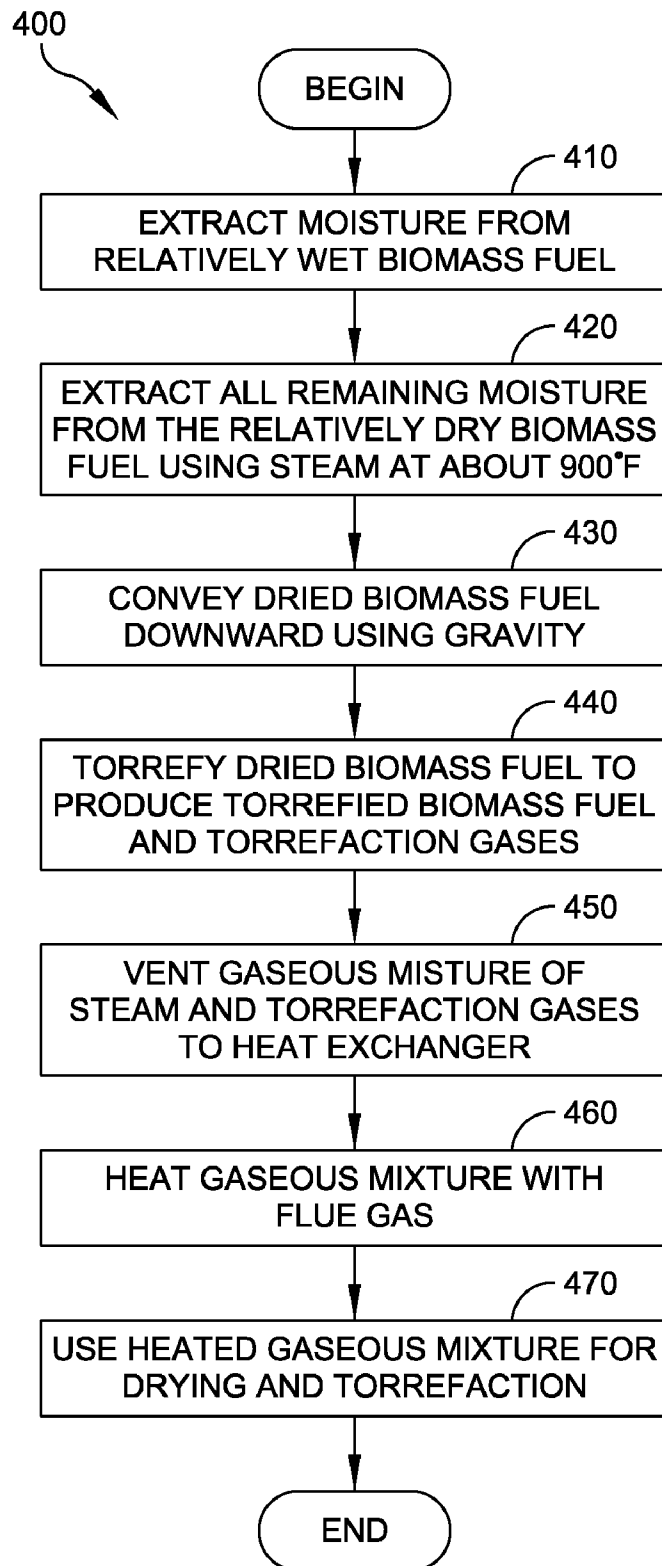 400
BEGIN
410
EXTRACT MOISTURE FROM
RELATIVELY WET BIOMASS FUEL
420
EXTRACT ALL REMAINING MOISTURE
FROM THE RELATIVELY DRY BIOMASS
FUEL USING STEAM AT ABOUT 900°F
430
CONVEY DRIED BIOMASS FUEL
DOWNWARD USING GRAVITY
440
TORREFY DRIED BIOMASS FUEL TO
PRODUCE TORREFIED BIOMASS FUEL
AND TORREFACTION GASES
450
VENT GASEOUS MISTURE OF
STEAM AND TORREFACTION GASES
TO HEAT EXCHANGER
460
HEAT GASEOUS MIXTURE WITH
FLUE GAS
470
USE HEATED GASEOUS MIXTURE FOR
DRYING AND TORREFACTION
END